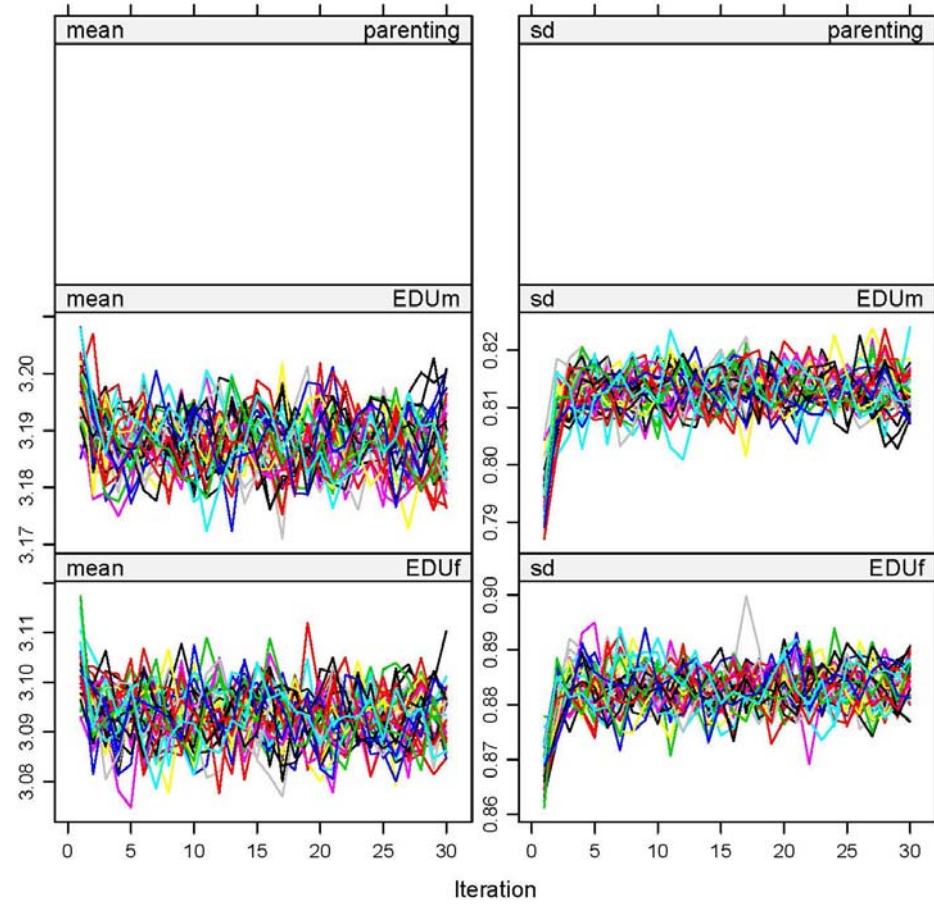 mean parenting
sd parenting
mean EDUm
sd EDUm
3.20
3.19
3.18
3.17
0.82
0.81
0.80
0.79
mean EDUf
sd EDUf
3.11
3.10
3.09
3.08
0.90
0.89
0.88
0.87
0.86
0 5 10 15 20 25 30
0 5 10 15 20 25 30
Iteration